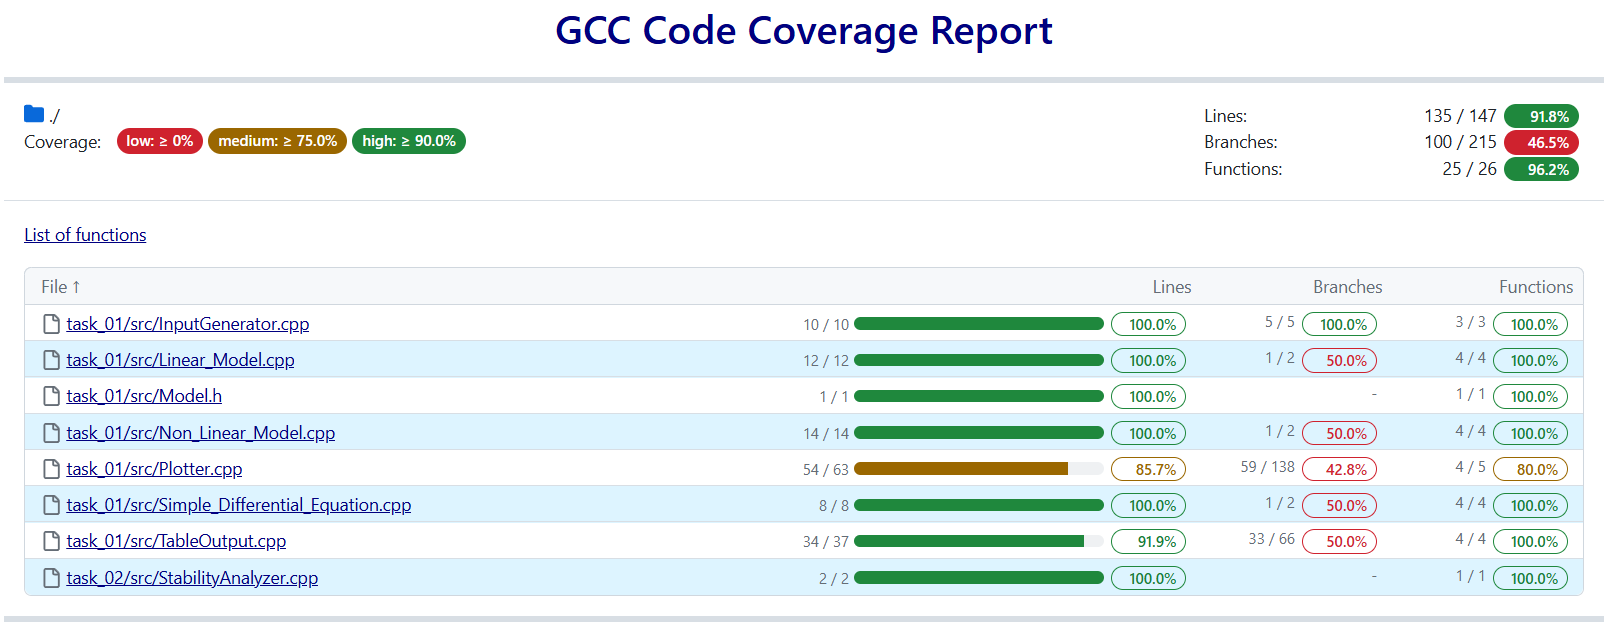 GCC Code Coverage Report
./
Coverage: low: ≥ 0% medium: ≥ 75.0% high: ≥ 90.0%
Lines: 135 / 147 91.8%
Branches: 100 / 215 46.5%
Functions: 25 / 26 96.2%
List of functions
File ↑ Lines Branches Functions
task_01/src/InputGenerator.cpp 10 / 10 100.0% 5 / 5 100.0% 3 / 3 100.0%
task_01/src/Linear_Model.cpp 12 / 12 100.0% 1 / 2 50.0% 4 / 4 100.0%
task_01/src/Model.h 1 / 1 100.0% - 1 / 1 100.0%
task_01/src/Non_Linear_Model.cpp 14 / 14 100.0% 1 / 2 50.0% 4 / 4 100.0%
task_01/src/Plotter.cpp 54 / 63 85.7% 59 / 138 42.8% 4 / 5 80.0%
task_01/src/Simple_Differential_Equation.cpp 8 / 8 100.0% 1 / 2 50.0% 4 / 4 100.0%
task_01/src/TableOutput.cpp 34 / 37 91.9% 33 / 66 50.0% 4 / 4 100.0%
task_02/src/StabilityAnalyzer.cpp 2 / 2 100.0% - 1 / 1 100.0%